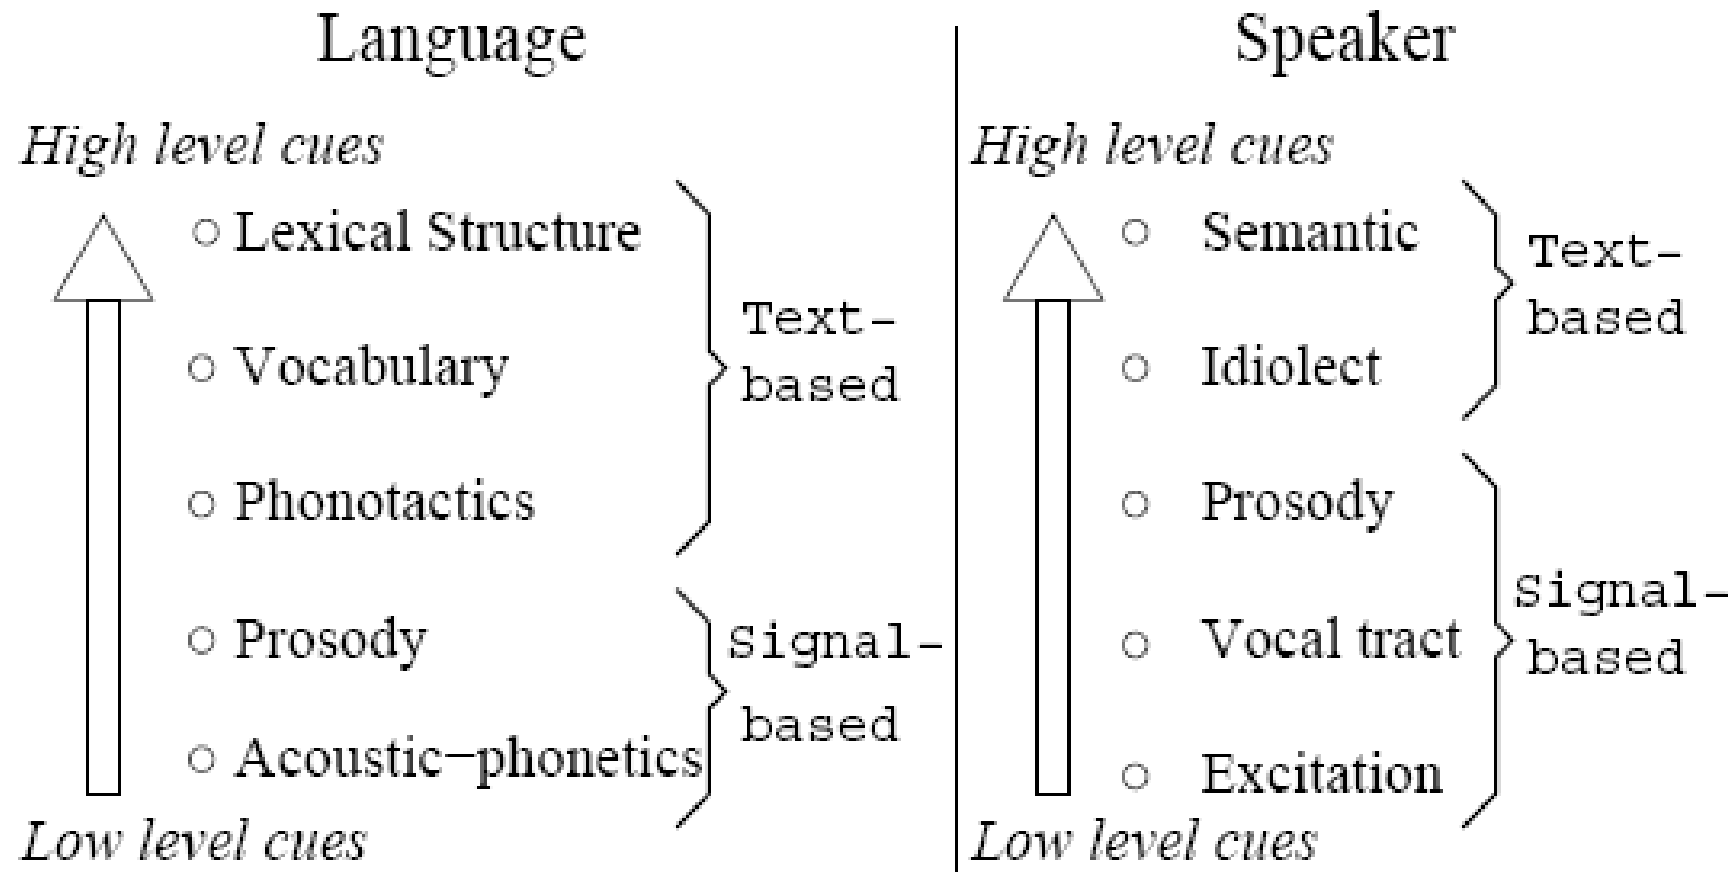 Language
High level cues
Lexical Structure
Vocabulary
Phonotactics
Text-
based
Prosody
Acoustic−phonetics
Signal-
based
Low level cues
Speaker
High level cues
Semantic
Idiolect
Text-
based
Prosody
Vocal tract
Excitation
Signal-
based
Low level cues